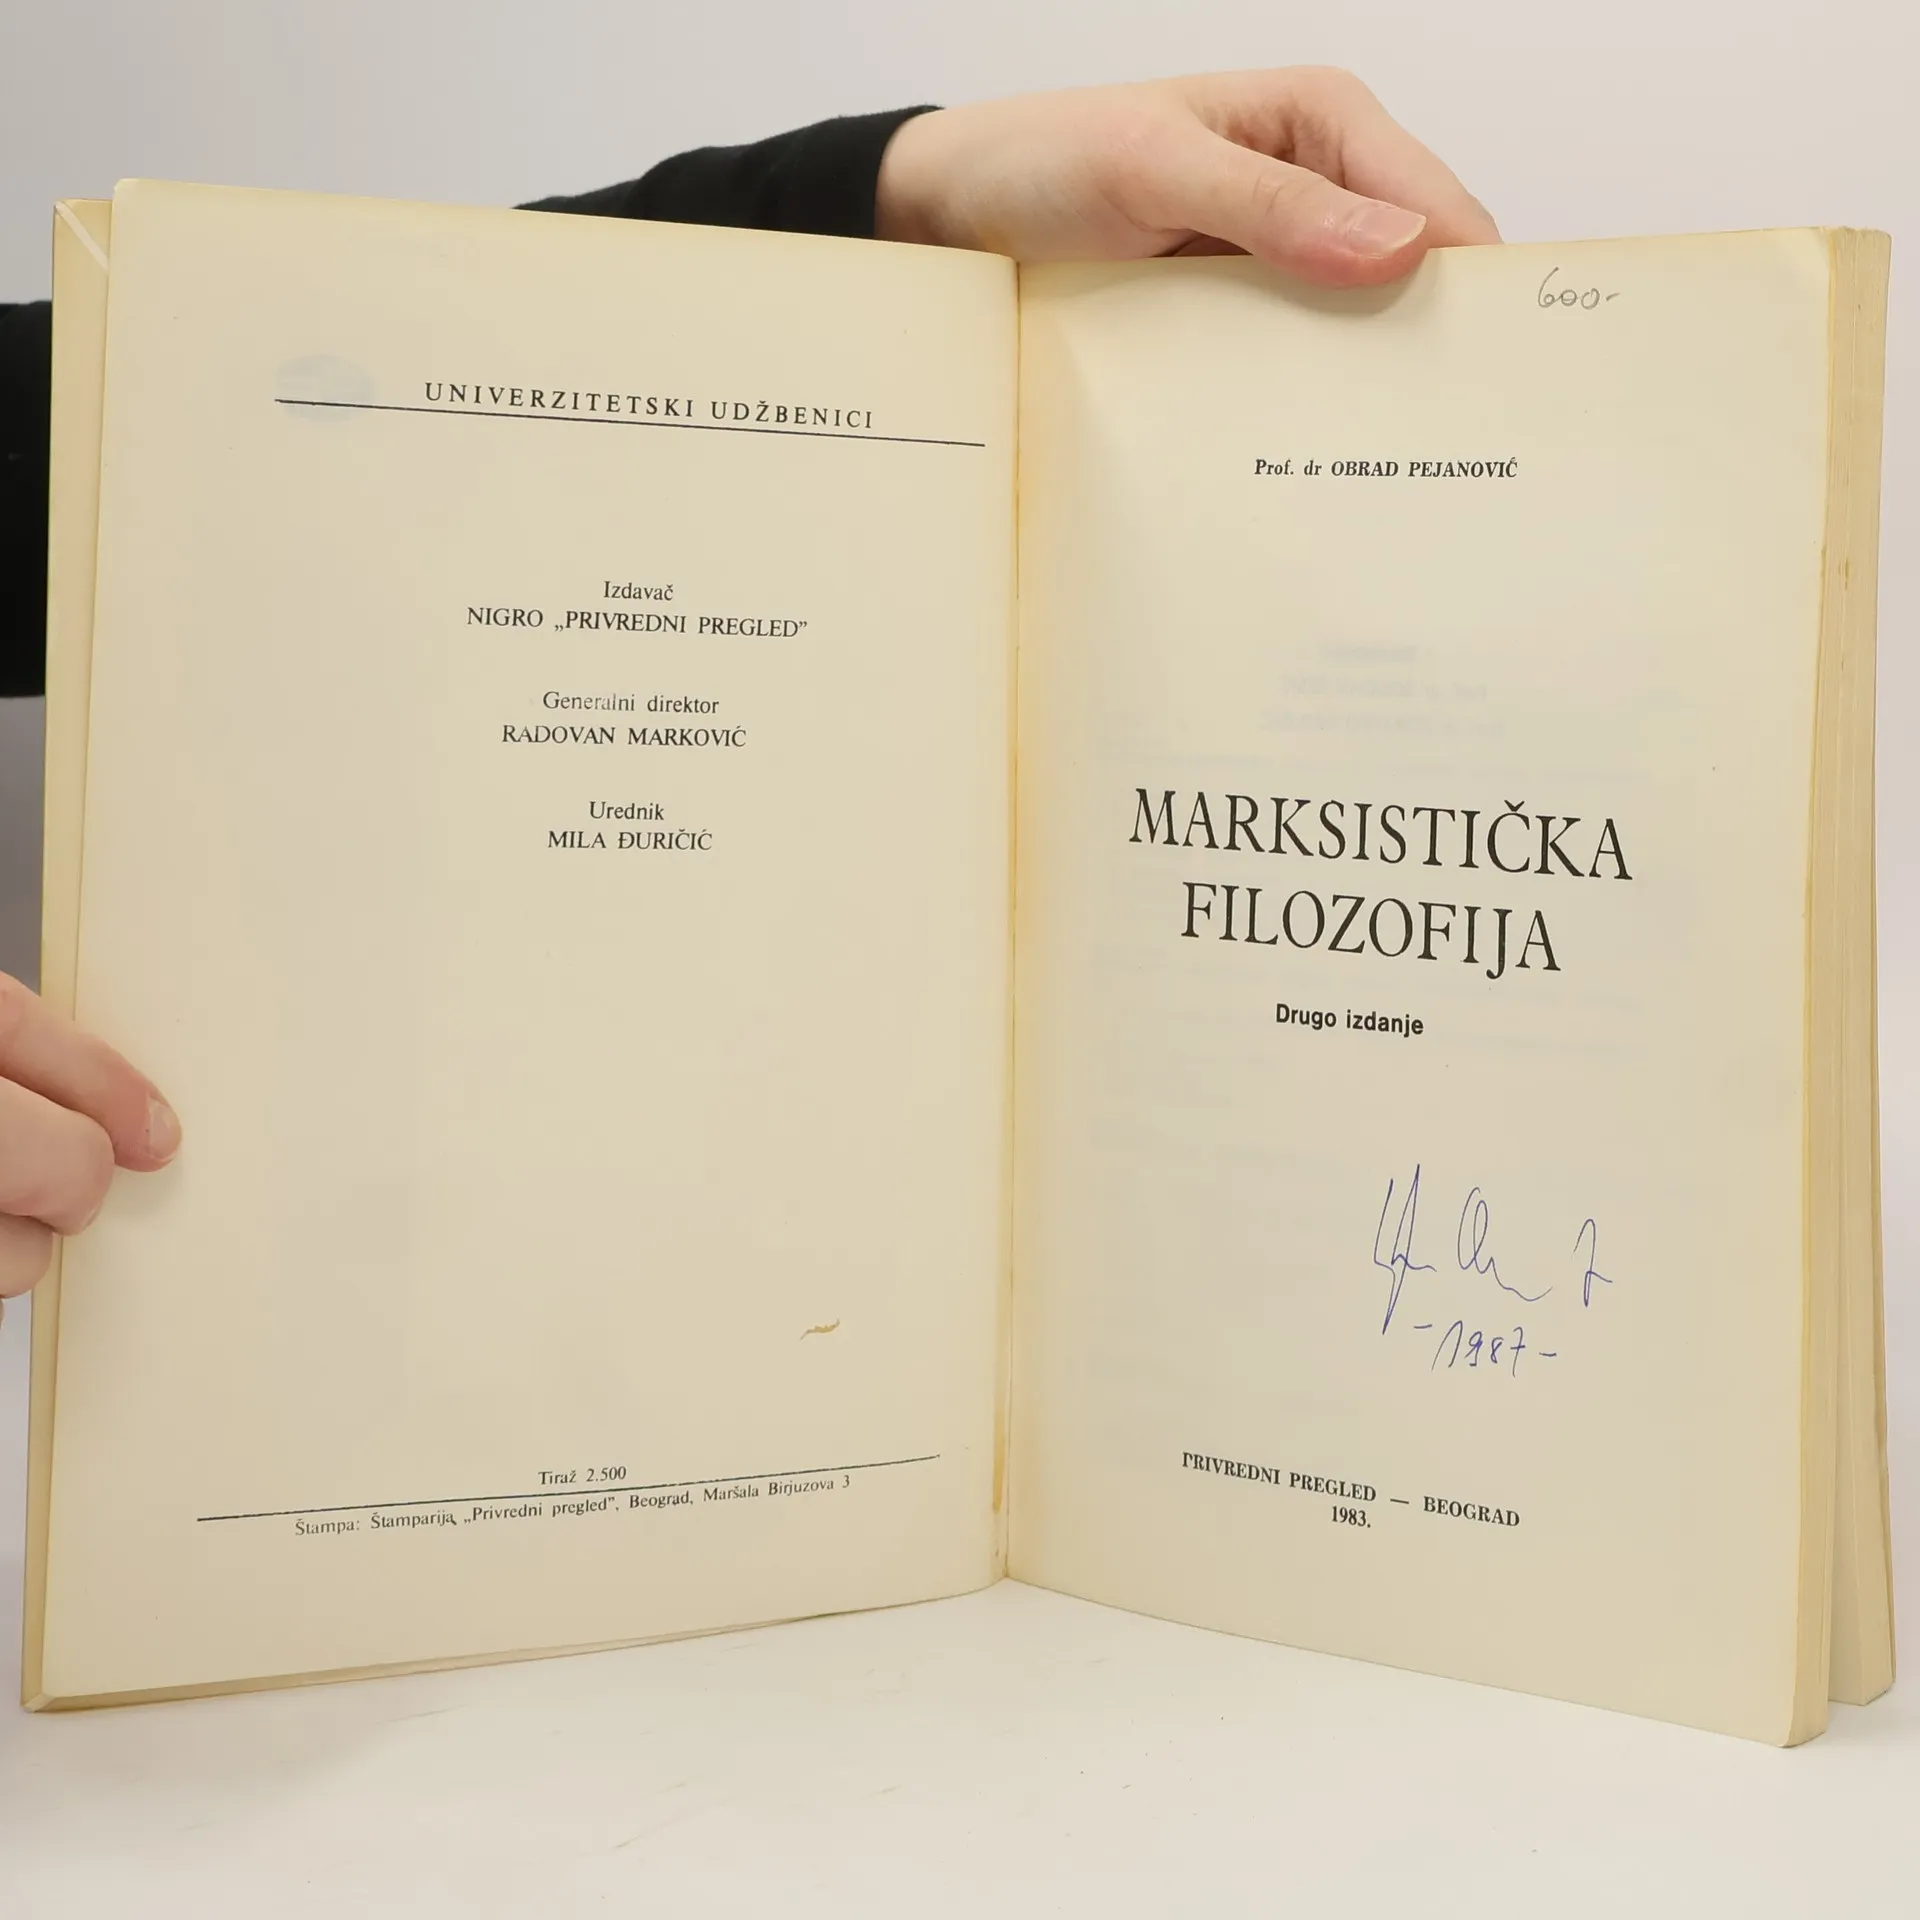 UNIVERZITETSKI UDŽBENICI
Izdavač
NIGRO „PRIVREDNI PREGLED”
Generalni direktor
RADOVAN MARKOVIĆ
Urednik
MILA ĐURIČIĆ
Tiraž 2.500
Štampa: Štamparija „Privredni pregled”, Beograd, Maršala Birjuzova 3
600-
Prof. dr OBRAD PEJANOVIĆ
MARKSISTIČKA
FILOZOFIJA
Drugo izdanje
-1987-
PRIVREDNI PREGLED — BEOGRAD
1983.